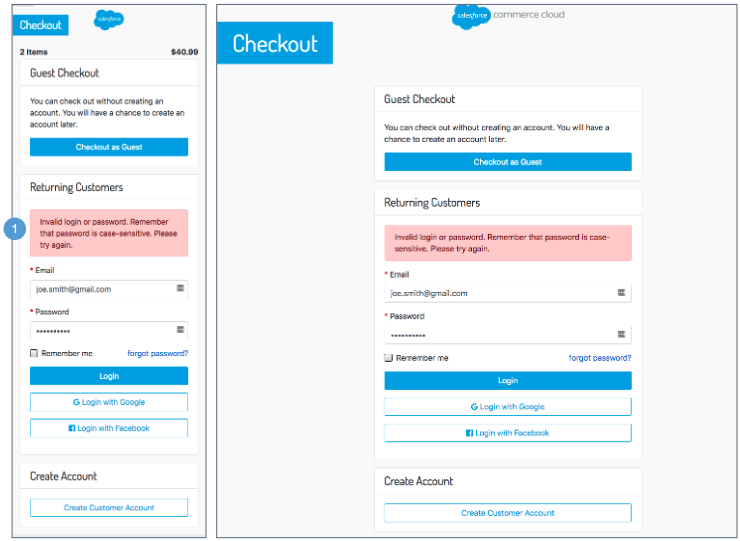 Checkout
salesforce
2 Items $40.99
Guest Checkout
You can check out without creating an
account. You will have a chance to create an
account later.
Checkout as Guest
Returning Customers
1
Invalid login or password. Remember
that password is case-sensitive. Please
try again.
* Email
joe.smith@gmail.com
* Password
••••••••••
Remember me forgot password?
Login
G Login with Google
Login with Facebook
Create Account
Create Customer Account
salesforce commerce cloud
Checkout
Guest Checkout
You can check out without creating an account. You will have a
chance to create an account later.
Checkout as Guest
Returning Customers
Invalid login or password. Remember that password is case-
sensitive. Please try again.
* Email
joe.smith@gmail.com
* Password
••••••••••
Remember me forgot password?
Login
G Login with Google
Login with Facebook
Create Account
Create Customer Account